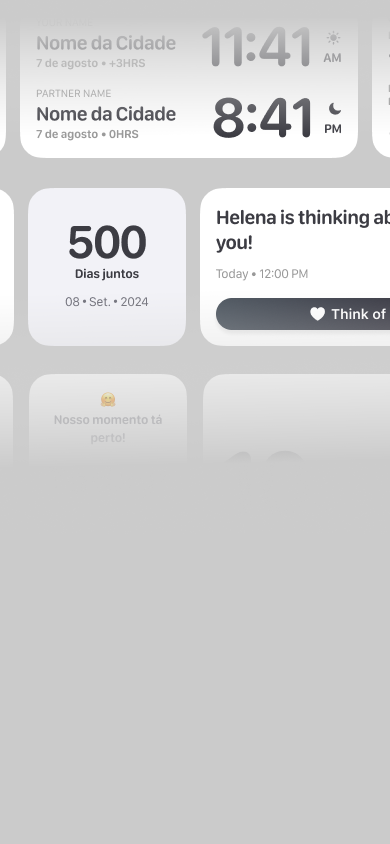 Nome da Cidade
7 de agosto • +3HRS
11:41
AM
PARTNER NAME
Nome da Cidade
7 de agosto • 0HRS
8:41
PM
500
Dias juntos
08 • Set. • 2024
Helena is thinking ab
you!
Today • 12:00 PM
Think of
🤗
Nosso momento tá
perto!